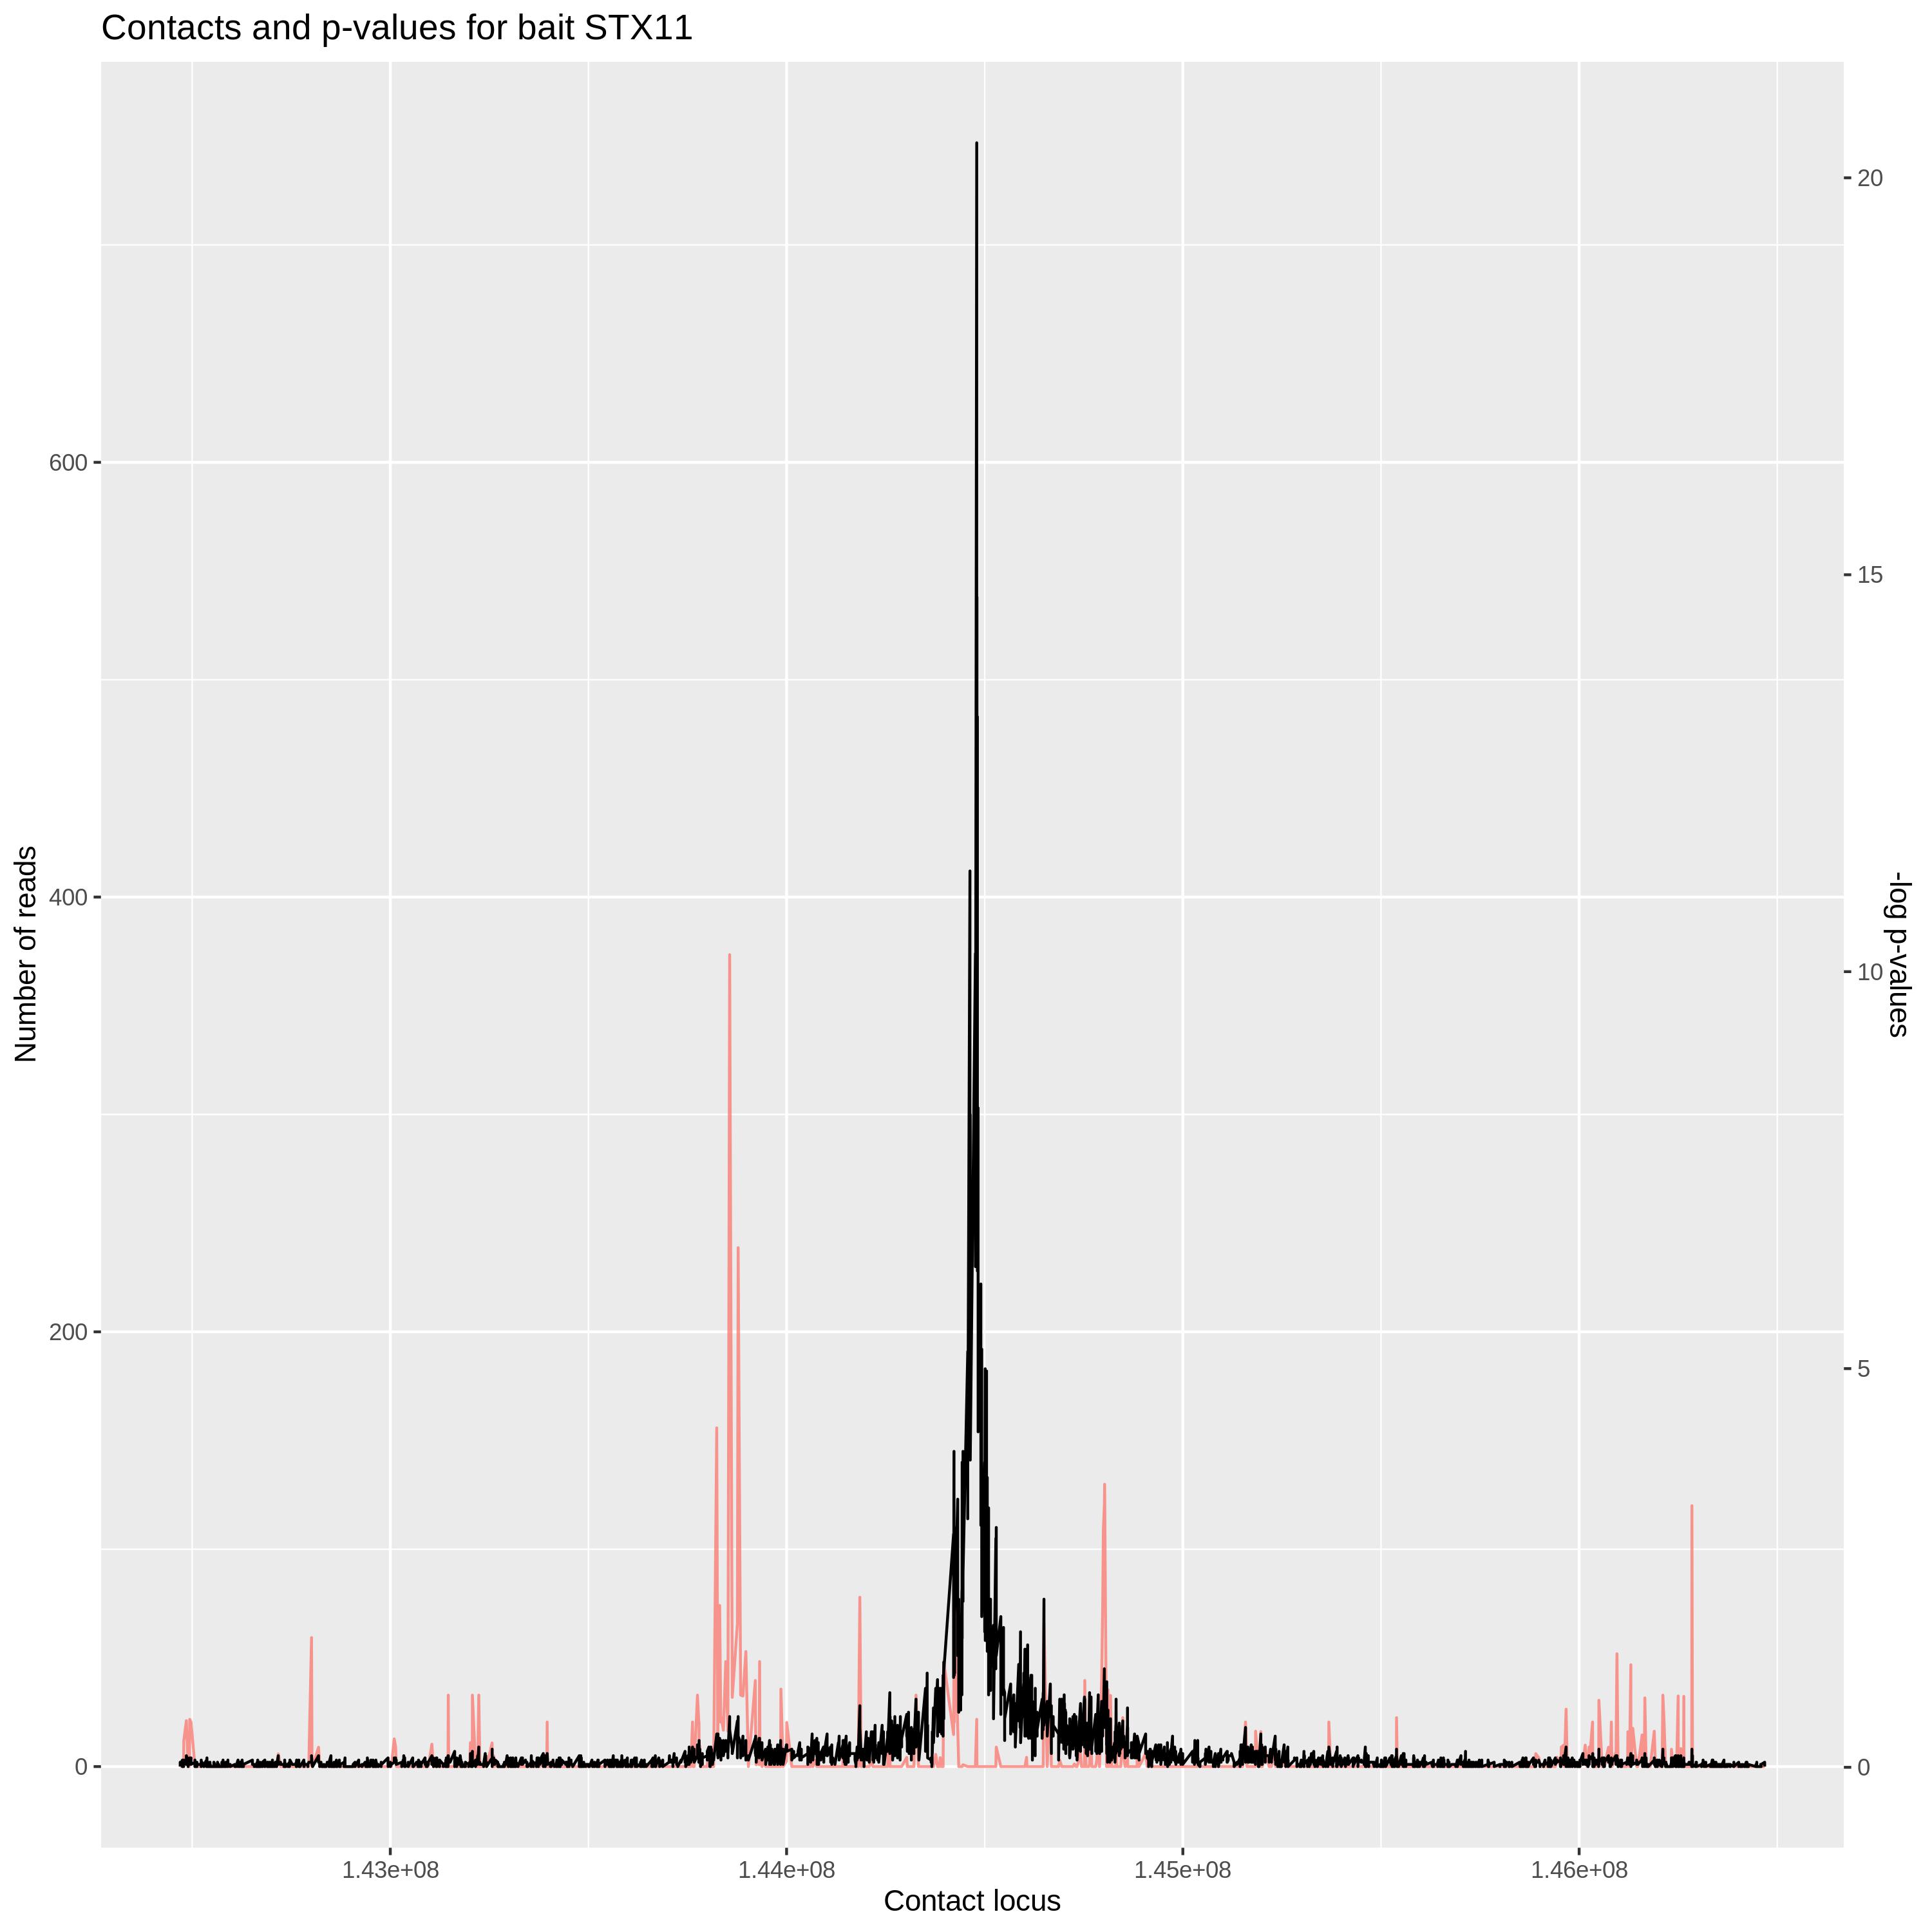 Contacts and p-values for bait STX11
Number of reads
600
400
200
0
20
15
10
5
0
-log p-values
1.43e+08
1.44e+08
1.45e+08
1.46e+08
Contact locus